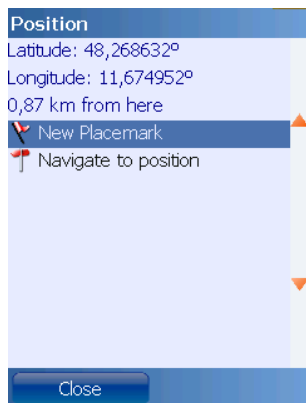 Position
Latitude: 48,268632º
Longitude: 11,674952º
0,87 km from here
New Placemark
Navigate to position
Close